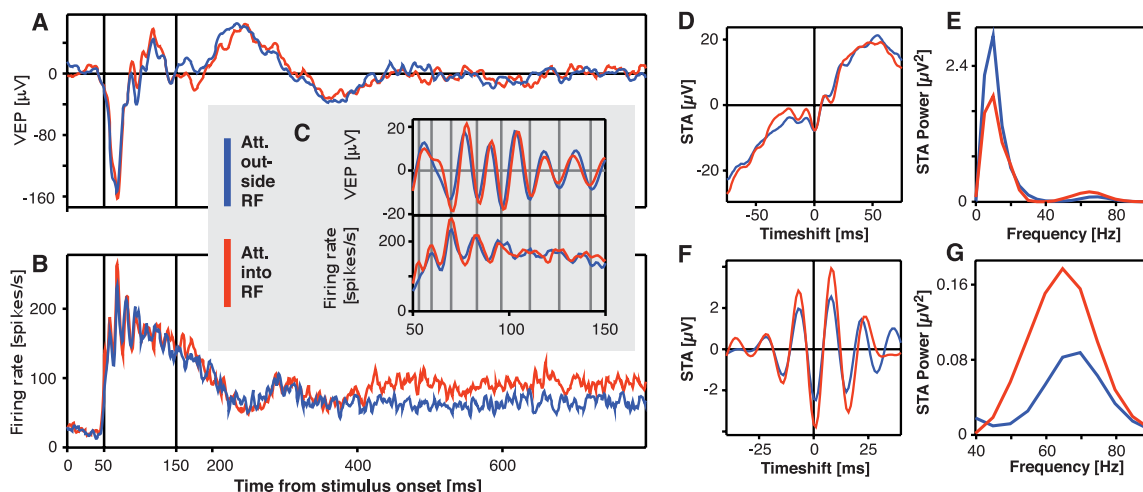 A
VEP [µV]
0
-80
-160
B
Firing rate [spikes/s]
200
100
0
0 50 150 200 400 600
Time from stimulus onset [ms]
Att.
out-
side
RF
Att.
into
RF
C
VEP [µV]
20
0
-20
Firing rate
[spikes/s]
200
0
50 100 150
D
STA [µV]
20
0
-20
-50 0 50
Timeshift [ms]
E
STA Power [µV²]
2.4
0
0 40 80
Frequency [Hz]
F
STA [µV]
2
0
-2
-25 0 25
Timeshift [ms]
G
STA Power [µV²]
0.16
0.08
0
40 60 80
Frequency [Hz]